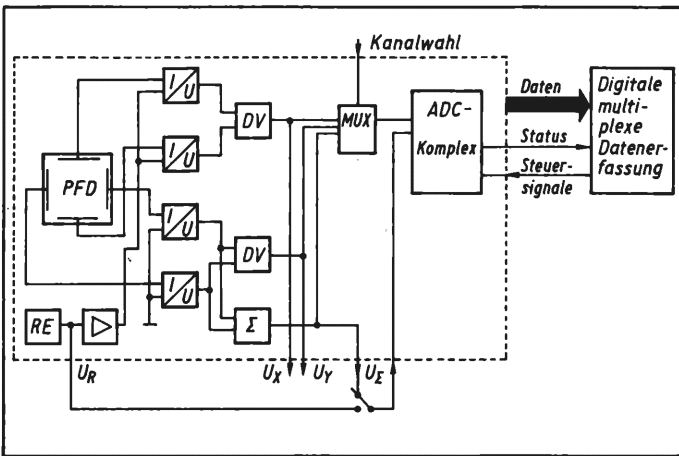 Kanalwahl
I/U
DV
MUX
ADC-
Komplex
Daten
Status
Steuer-
signale
Digitale
multi-
plexe
Datener-
fassung
I/U
PFD
I/U
DV
I/U
Σ
RE
U_R
U_X
U_Y
U_Σ